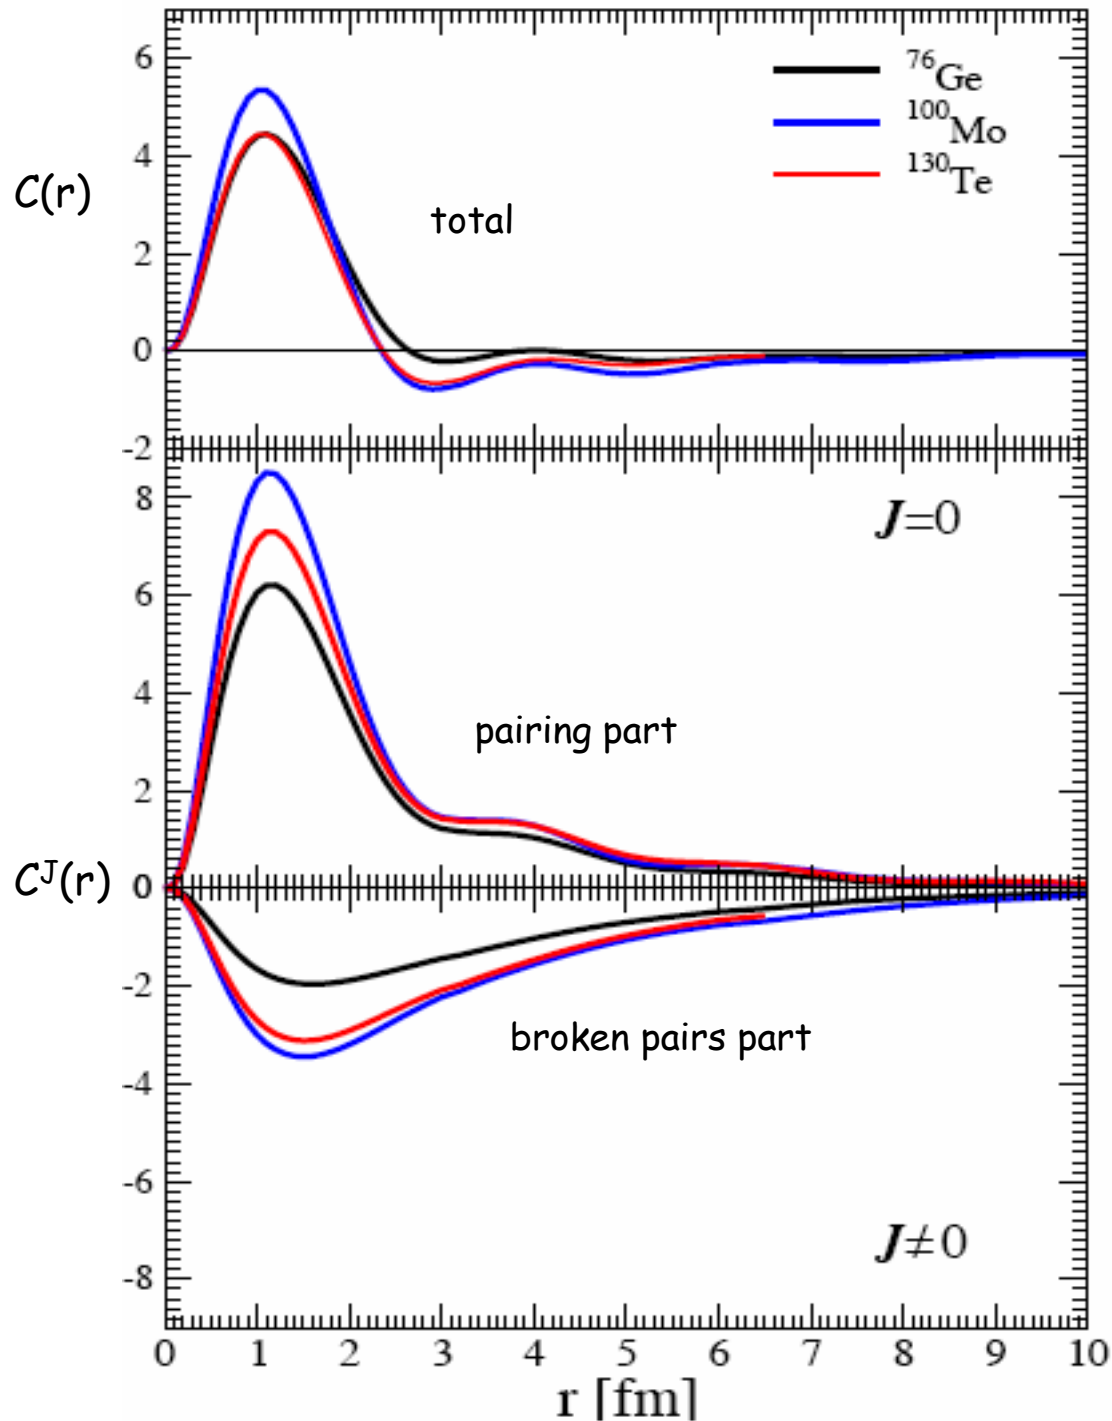 6
4
2
0
-2
C(r)
⁷⁶Ge
¹⁰⁰Mo
¹³⁰Te
total
8
6
4
2
0
-2
-4
-6
-8
Cᴶ(r)
J=0
pairing part
broken pairs part
J≠0
0 1 2 3 4 5 6 7 8 9 10
r [fm]